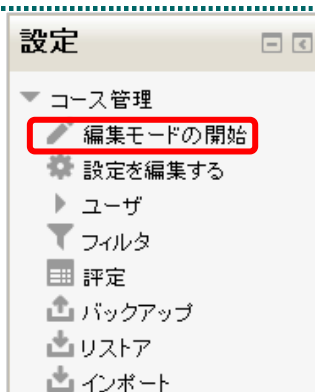 設定
コース管理
編集モードの開始
設定を編集する
ユーザ
フィルタ
評定
バックアップ
リストア
インポート